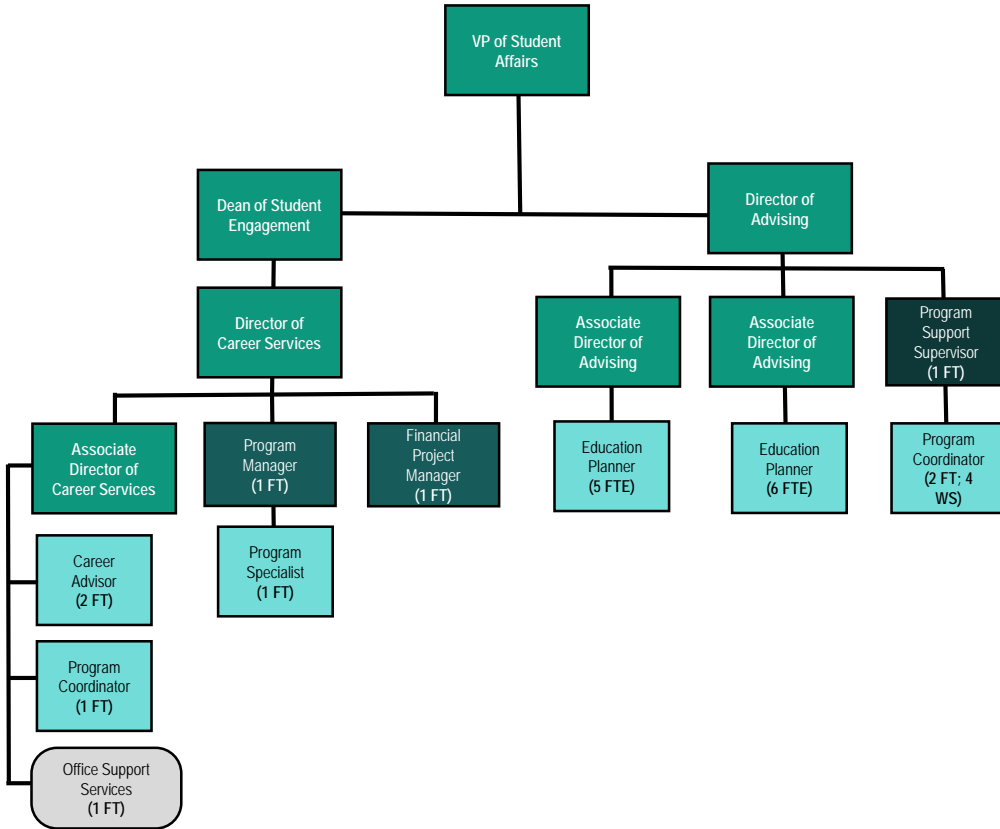 VP of Student
Affairs
Dean of Student
Engagement
Director of
Advising
Director of
Career Services
Associate
Director of
Advising
Associate
Director of
Advising
Program
Support
Supervisor
(1 FT)
Associate
Director of
Career Services
Program
Manager
(1 FT)
Financial
Project
Manager
(1 FT)
Education
Planner
(5 FTE)
Education
Planner
(6 FTE)
Program
Coordinator
(2 FT; 4
WS)
Career
Advisor
(2 FT)
Program
Specialist
(1 FT)
Program
Coordinator
(1 FT)
Office Support
Services
(1 FT)